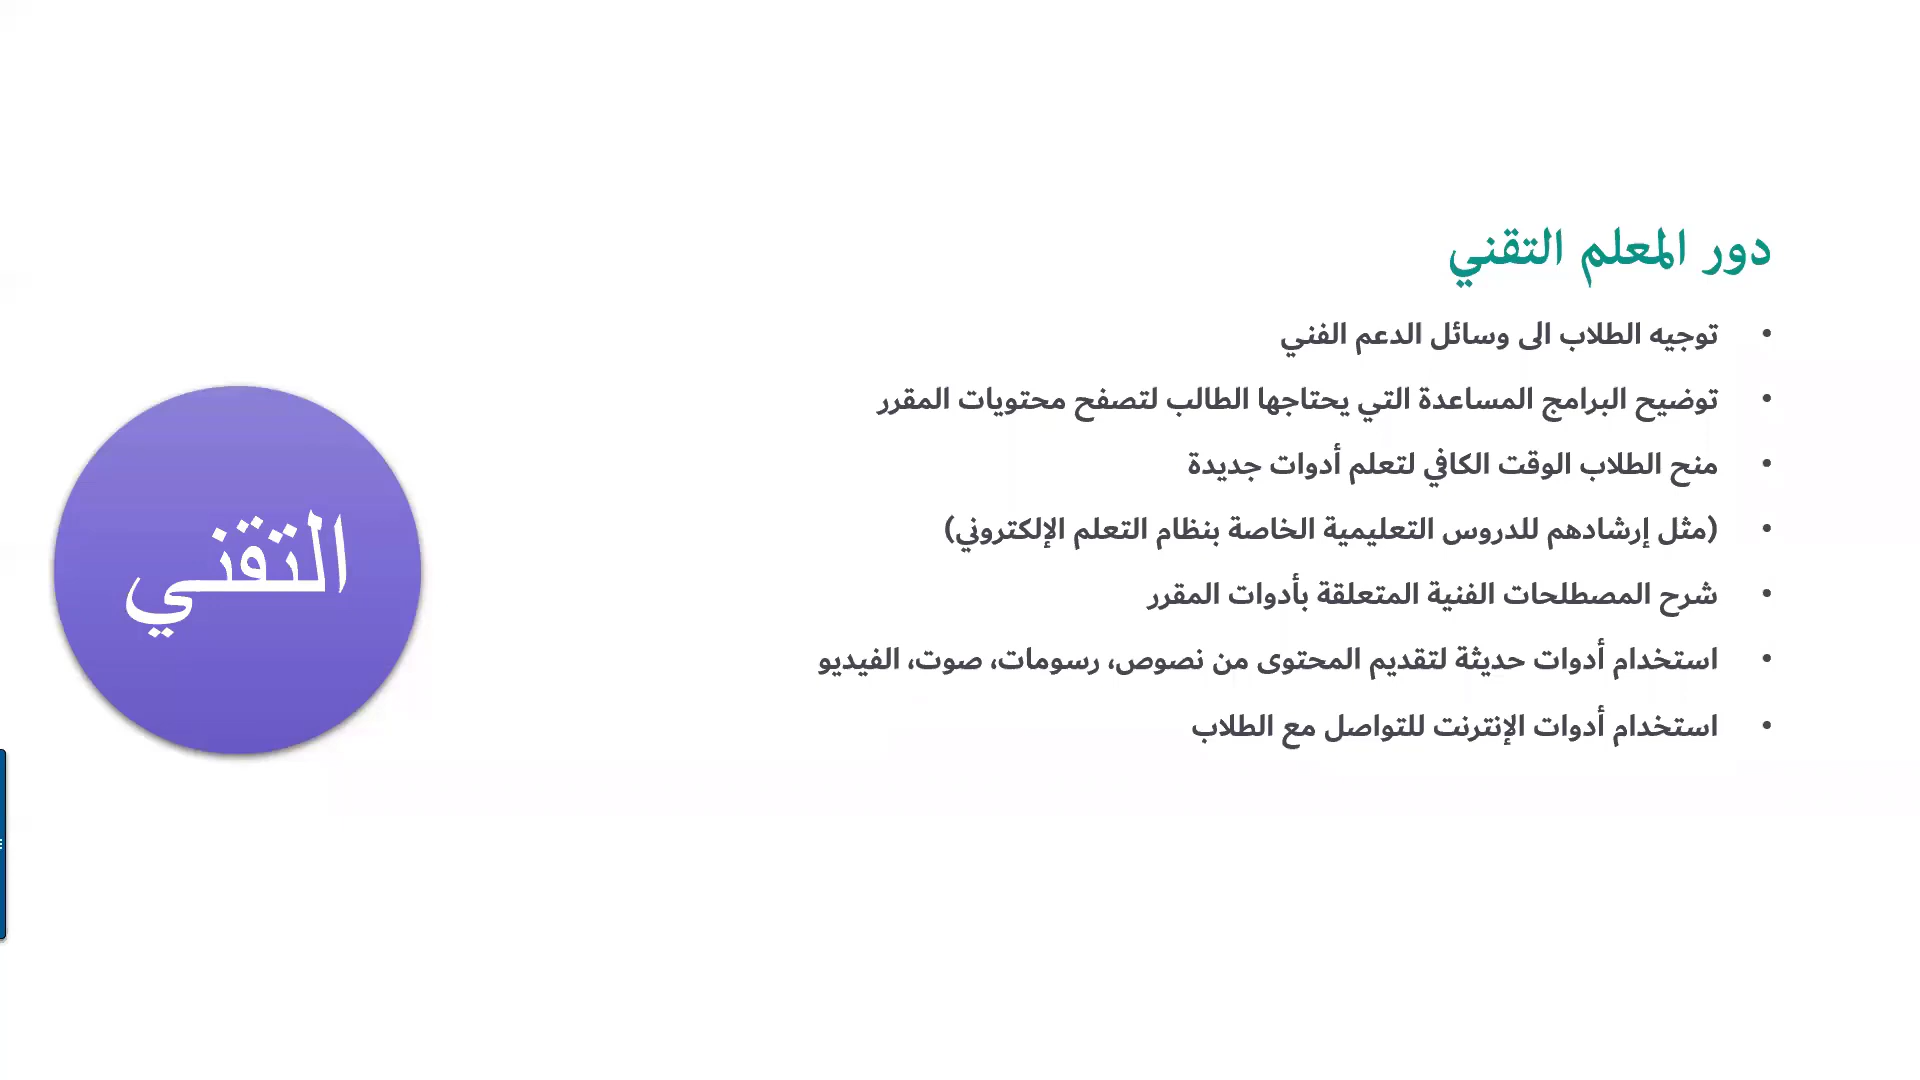 دور المعلم التقني
• توجيه الطلاب الى وسائل الدعم الفني
• توضيح البرامج المساعدة التي يحتاجها الطالب لتصفح محتويات المقرر
• منح الطلاب الوقت الكافي لتعلم أدوات جديدة
• (مثل إرشادهم للدروس التعليمية الخاصة بنظام التعلم الإلكتروني)
• شرح المصطلحات الفنية المتعلقة بأدوات المقرر
• استخدام أدوات حديثة لتقديم المحتوى من نصوص، رسومات، صوت، الفيديو
• استخدام أدوات الإنترنت للتواصل مع الطلاب
التقني